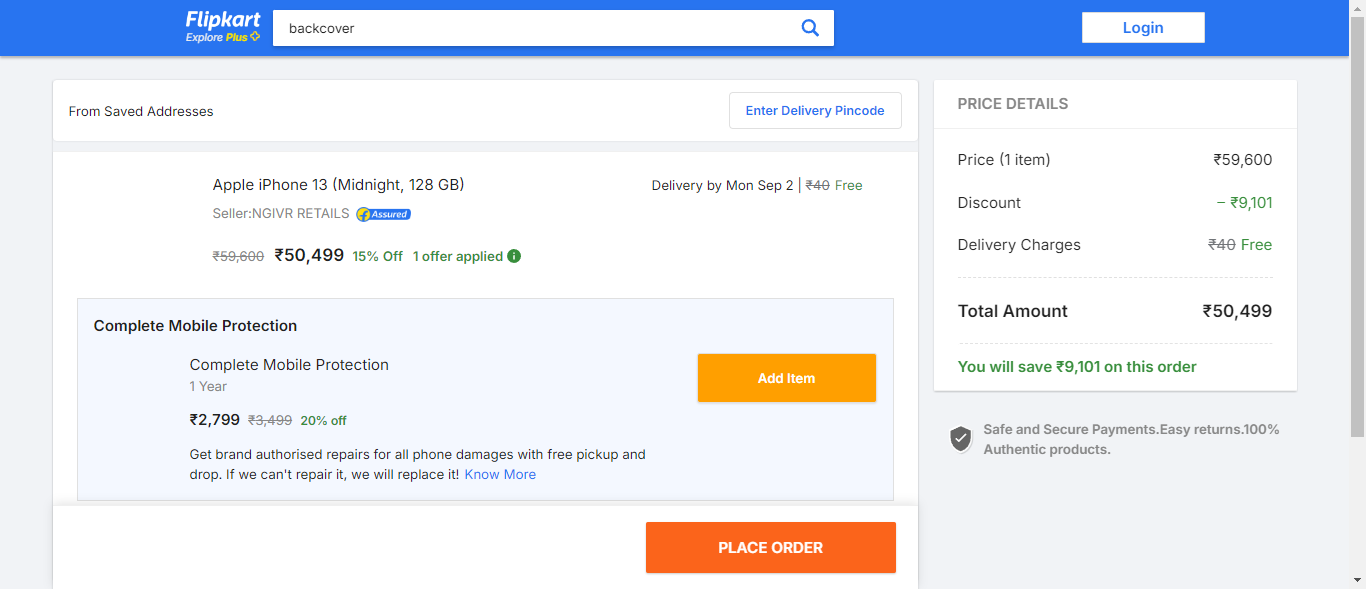 Flipkart
Explore Plus
backcover
Login
From Saved Addresses
Enter Delivery Pincode
Apple iPhone 13 (Midnight, 128 GB)
Delivery by Mon Sep 2 | ₹40 Free
Seller:NGIVR RETAILS Assured
₹59,600 ₹50,499 15% Off 1 offer applied
Complete Mobile Protection
Complete Mobile Protection
1 Year
Add Item
₹2,799 ₹3,499 20% off
Get brand authorised repairs for all phone damages with free pickup and
drop. If we can't repair it, we will replace it! Know More
PLACE ORDER
PRICE DETAILS
Price (1 item) ₹59,600
Discount − ₹9,101
Delivery Charges ₹40 Free
Total Amount ₹50,499
You will save ₹9,101 on this order
Safe and Secure Payments.Easy returns.100%
Authentic products.